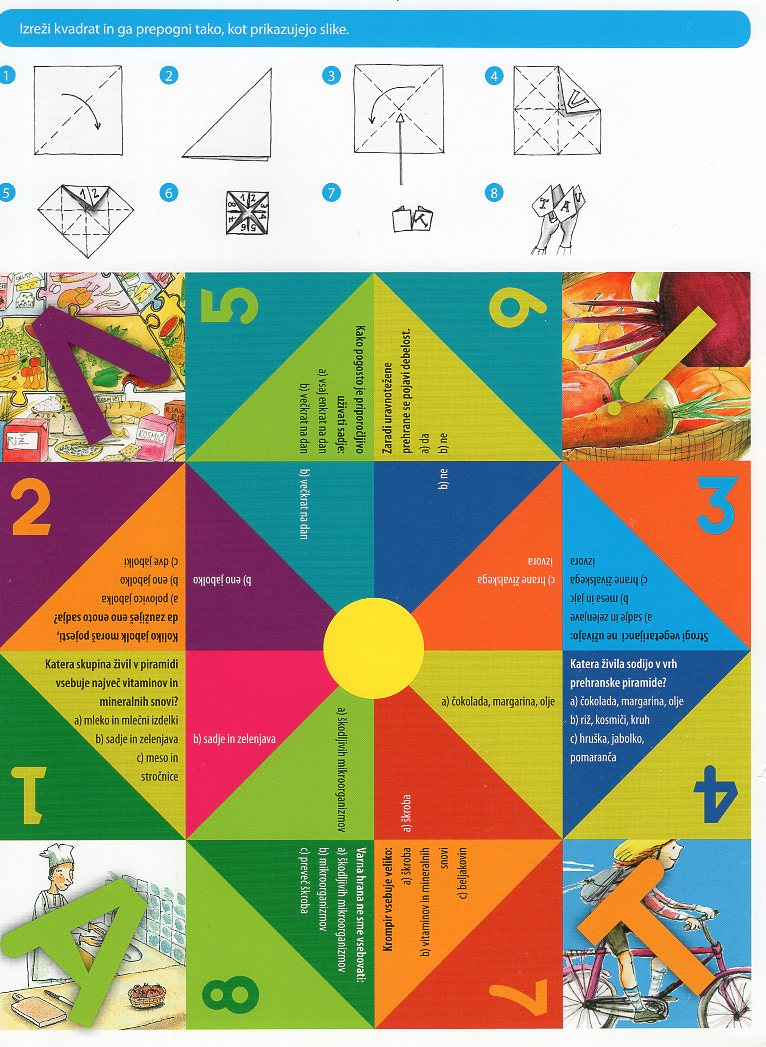 Izreži kvadrat in ga prepogni tako, kot prikazujejo slike.
1
2
3
4
5
6
7
8
5
Kako pogosto je priporočljivo
uživati sadje:
a) vsaj enkrat na dan
b) večkrat na dan
6
Zaradi uravnotežene
prehrane se pojavi debelost.
a) da
b) ne
V
I
RIŽ
KOSMIČI
2
Koliko jabolk moraš pojesti,
da zaužiješ eno enoto sadja?
a) polovico jabolka
b) eno jabolko
c) dve jabolki
b) eno jabolko
b) večkrat na dan
b) ne
c) hrane živalskega
izvora
3
Strogi vegetarijanci ne uživajo:
a) sadje in zelenjave
b) mesa in jajc
c) hrane živalskega
izvora
Katera skupina živil v piramidi
vsebuje največ vitaminov in
mineralnih snovi?
a) mleko in mlečni izdelki
b) sadje in zelenjava
c) meso in
stročnice
1
b) sadje in zelenjava
a) škodljivih mikroorganizmov
a) škroba
a) čokolada, margarina, olje
Katera živila sodijo v vrh
prehranske piramide?
a) čokolada, margarina, olje
b) riž, kosmiči, kruh
c) hruška, jabolko,
pomaranča
4
A
8
Varna hrana ne sme vsebovati:
a) škodljivih mikroorganizmov
b) mikroorganizmov
c) preveč škroba
Krompir vsebuje veliko:
a) škroba
b) vitaminov in mineralnih
snovi
c) beljakovin
7
T